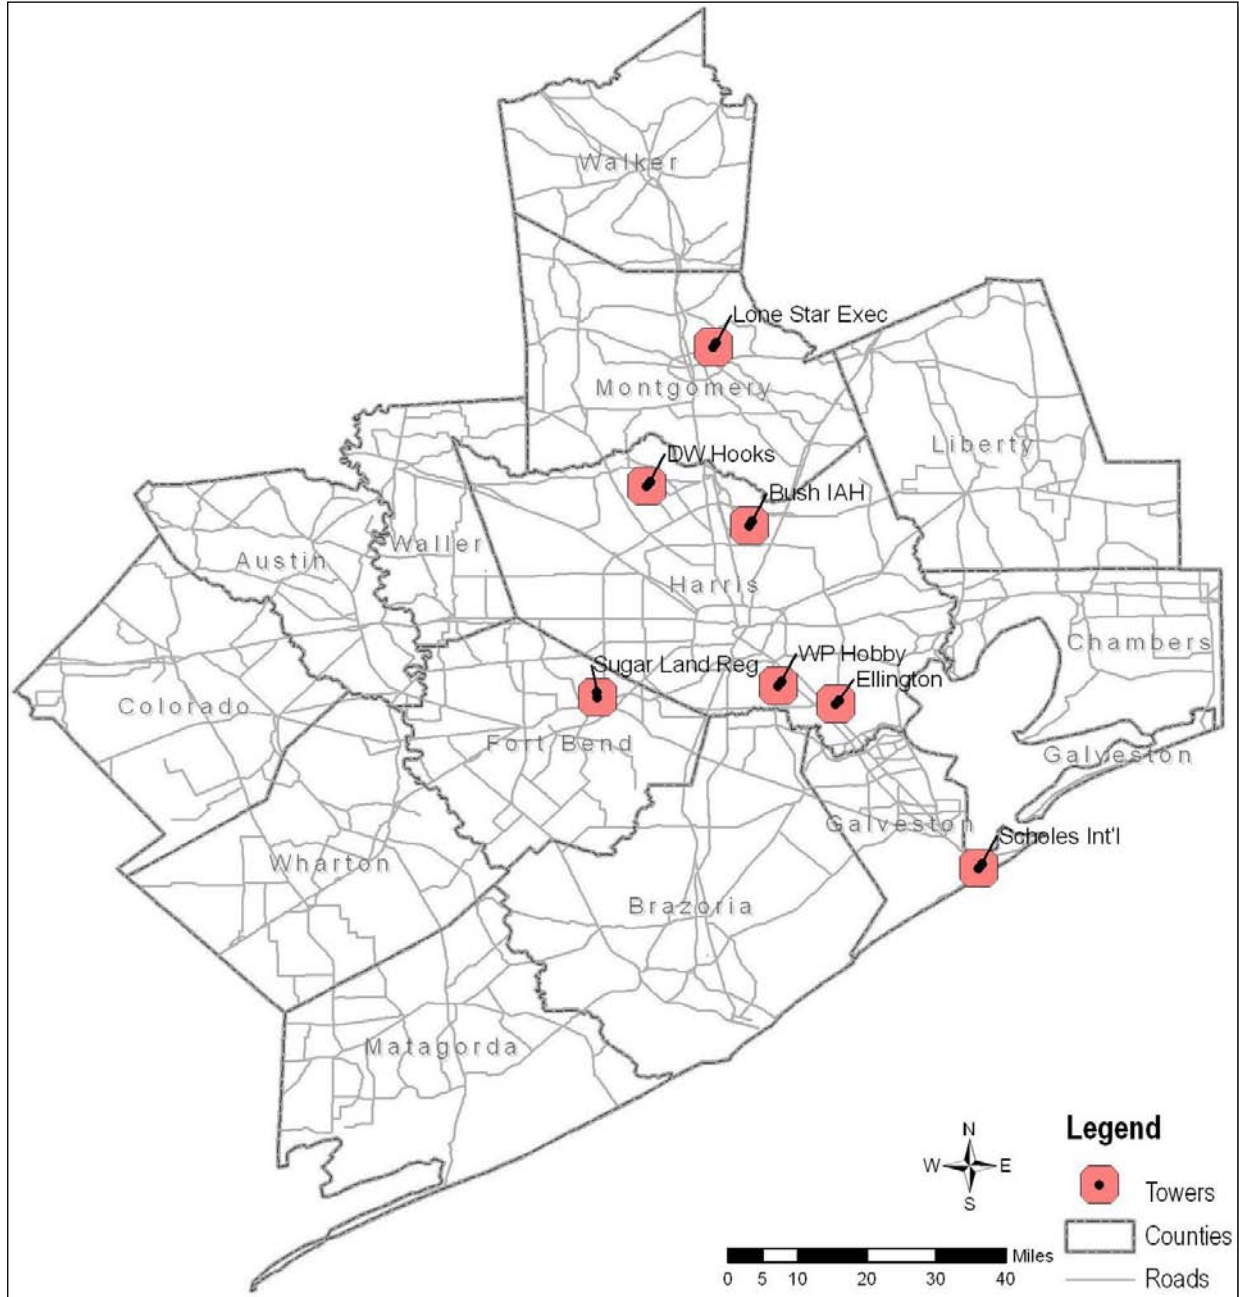 Walker
Lone Star Exec
Montgomery
Liberty
DW Hooks
Bush IAH
Waller
Austin
Harris
Chambers
WP Hobby
Sugar Land Reg
Ellington
Colorado
Fort Bend
Galveston
Galveston
Scholes Int'l
Wharton
Brazoria
Matagorda
N
W E
S
Legend
Towers
Counties
Roads
Miles
0 5 10 20 30 40